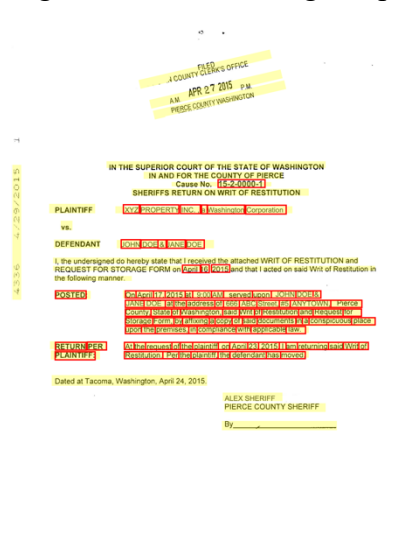 FILED
COUNTY CLERK'S OFFICE
A.M. APR 27 2015 P.M.
PIERCE COUNTY WASHINGTON
4336 4/29/2015
IN THE SUPERIOR COURT OF THE STATE OF WASHINGTON
IN AND FOR THE COUNTY OF PIERCE
Cause No. 15-2-0000-1
SHERIFFS RETURN ON WRIT OF RESTITUTION
PLAINTIFF XYZ PROPERTY INC., a Washington Corporation
vs.
DEFENDANT JOHN DOE & JANE DOE
I, the undersigned do hereby state that I received the attached WRIT OF RESTITUTION and
REQUEST FOR STORAGE FORM on April 16 2015 and that I acted on said Writ of Restitution in
the following manner.
POSTED On April 17, 2015 at 8:00AM, served upon JOHN DOE &
JANE DOE, at the address of 666 ABC Street, #5, ANYTOWN, Pierce
County, State of Washington, said Writ of Restitution and Request for
Storage Form, by affixing a copy of said documents in a conspicuous place
upon the premises, in compliance with applicable law.
RETURN PER At the request of the plaintiff on April 23, 2015 I am returning said Writ of
PLAINTIFF: Restitution. Per the plaintiff, the defendant has moved.
Dated at Tacoma, Washington, April 24, 2015.
ALEX SHERIFF
PIERCE COUNTY SHERIFF
By